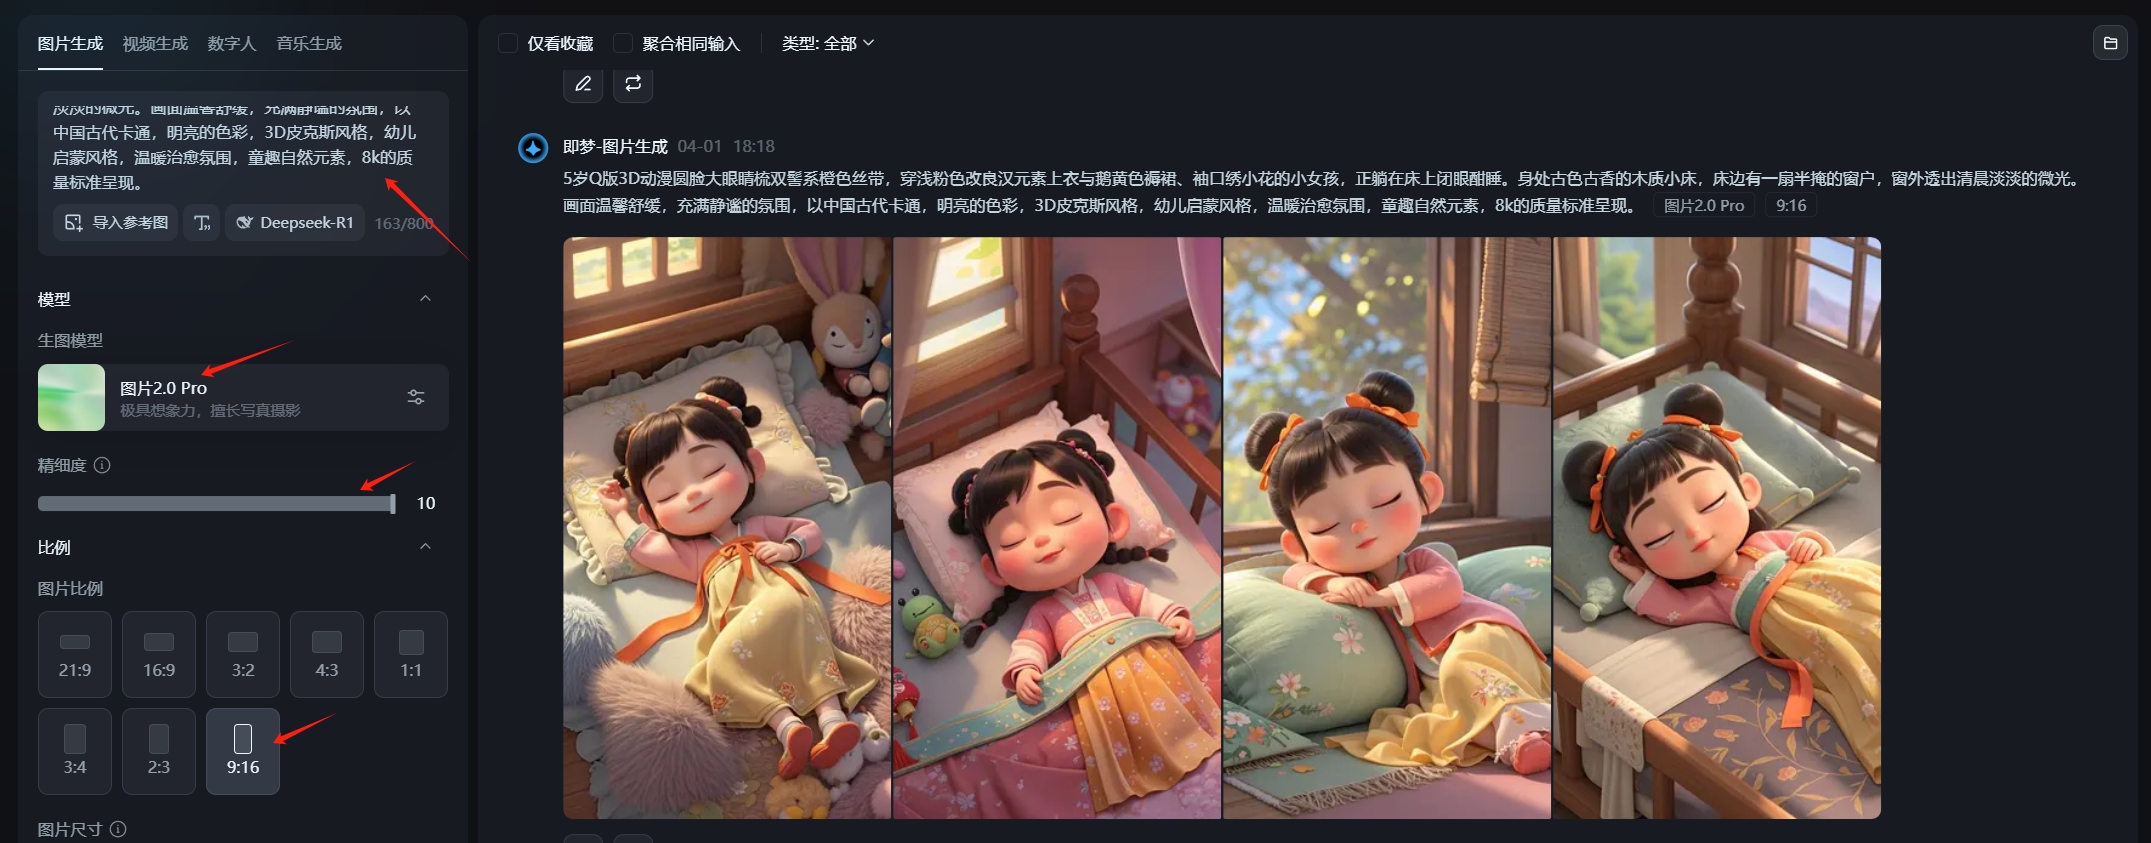 图片生成 视频生成 数字人 音乐生成
淡淡的微光。画面温馨舒缓，充满静谧的氛围，以
中国古代卡通，明亮的色彩，3D皮克斯风格，幼儿
启蒙风格，温暖治愈氛围，童趣自然元素，8k的质
量标准呈现。
导入参考图 Deepseek-R1 163/800
模型
生图模型
图片2.0 Pro
极具想象力，擅长写真摄影
精细度
10
比例
图片比例
21:9 16:9 3:2 4:3 1:1
3:4 2:3 9:16
图片尺寸
仅看收藏 聚合相同输入 类型: 全部
即梦-图片生成 04-01 18:18
5岁Q版3D动漫圆脸大眼睛梳双髻系橙色丝带，穿浅粉色改良汉元素上衣与鹅黄色褥裙、袖口绣小花的小女孩，正躺在床上闭眼酣睡。身处古色古香的木质小床，床边有一扇半掩的窗户，窗外透出清晨淡淡的微光。
画面温馨舒缓，充满静谧的氛围，以中国古代卡通，明亮的色彩，3D皮克斯风格，幼儿启蒙风格，温暖治愈氛围，童趣自然元素，8k的质量标准呈现。 图片2.0 Pro 9:16